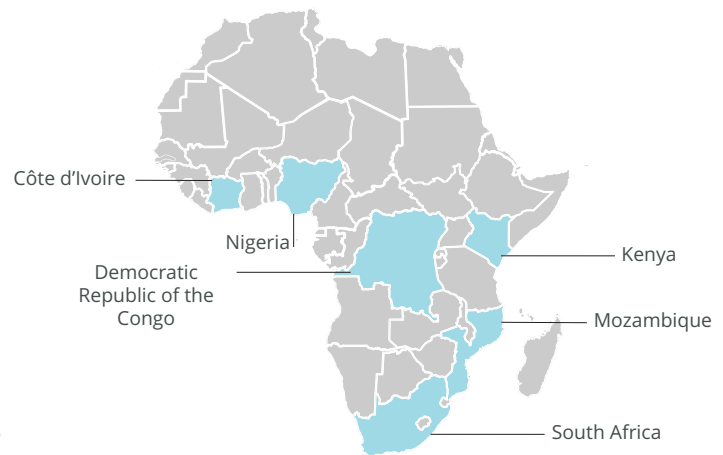 Côte d’Ivoire
Nigeria
Democratic
Republic of the
Congo
Kenya
Mozambique
South Africa